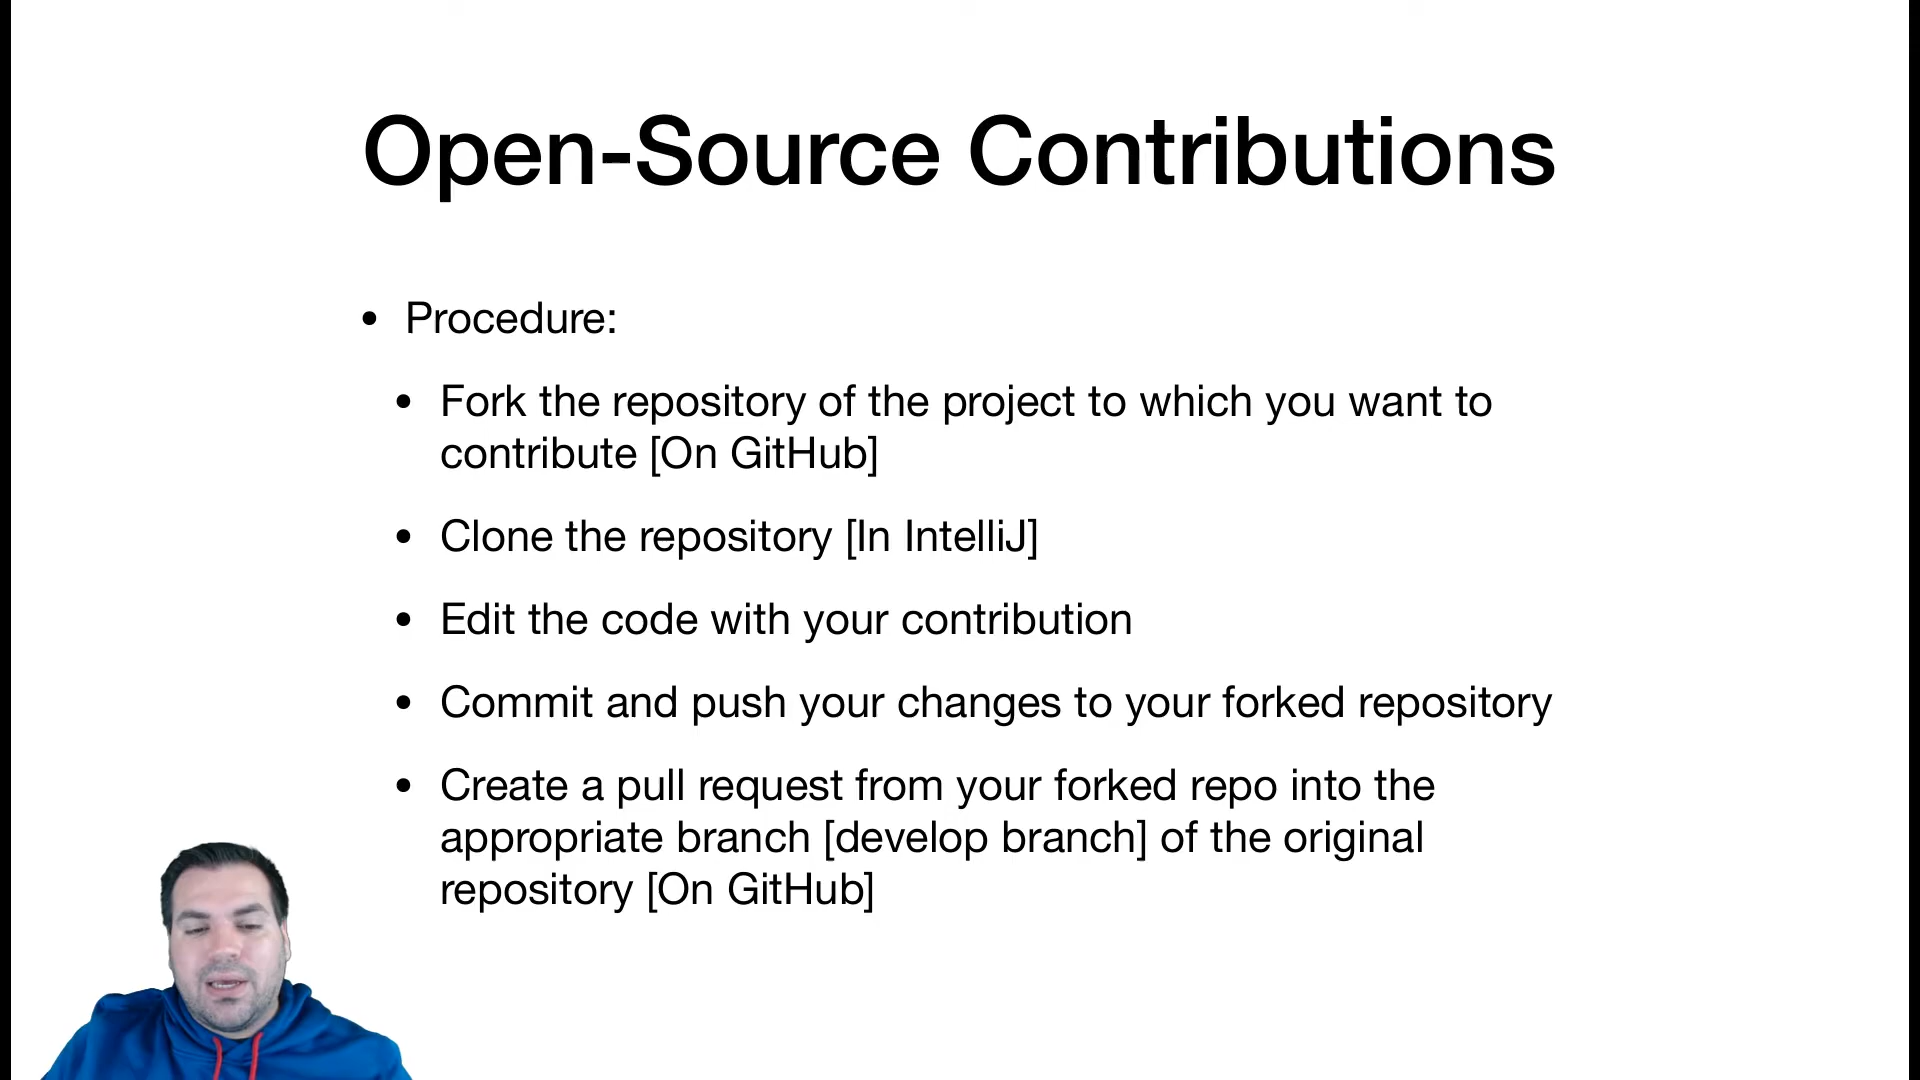 Open-Source Contributions
• Procedure:
• Fork the repository of the project to which you want to
contribute [On GitHub]
• Clone the repository [In IntelliJ]
• Edit the code with your contribution
• Commit and push your changes to your forked repository
• Create a pull request from your forked repo into the
appropriate branch [develop branch] of the original
repository [On GitHub]